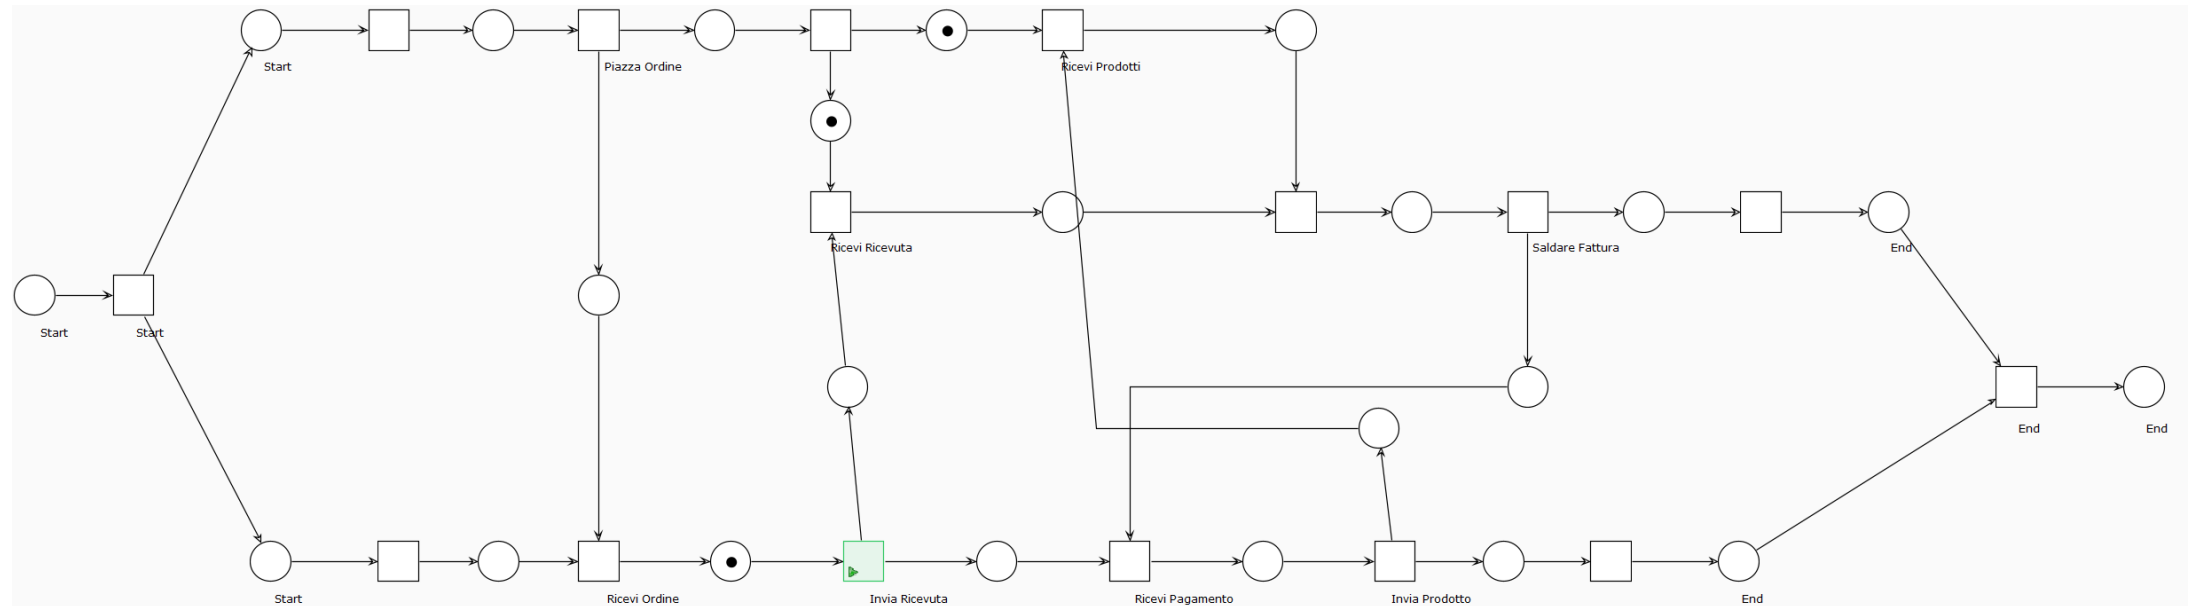 Start
Piazza Ordine
Ricevi Prodotti
Ricevi Ricevuta
Saldare Fattura
End
Start
Start
End
End
Start
Ricevi Ordine
Invia Ricevuta
Ricevi Pagamento
Invia Prodotto
End